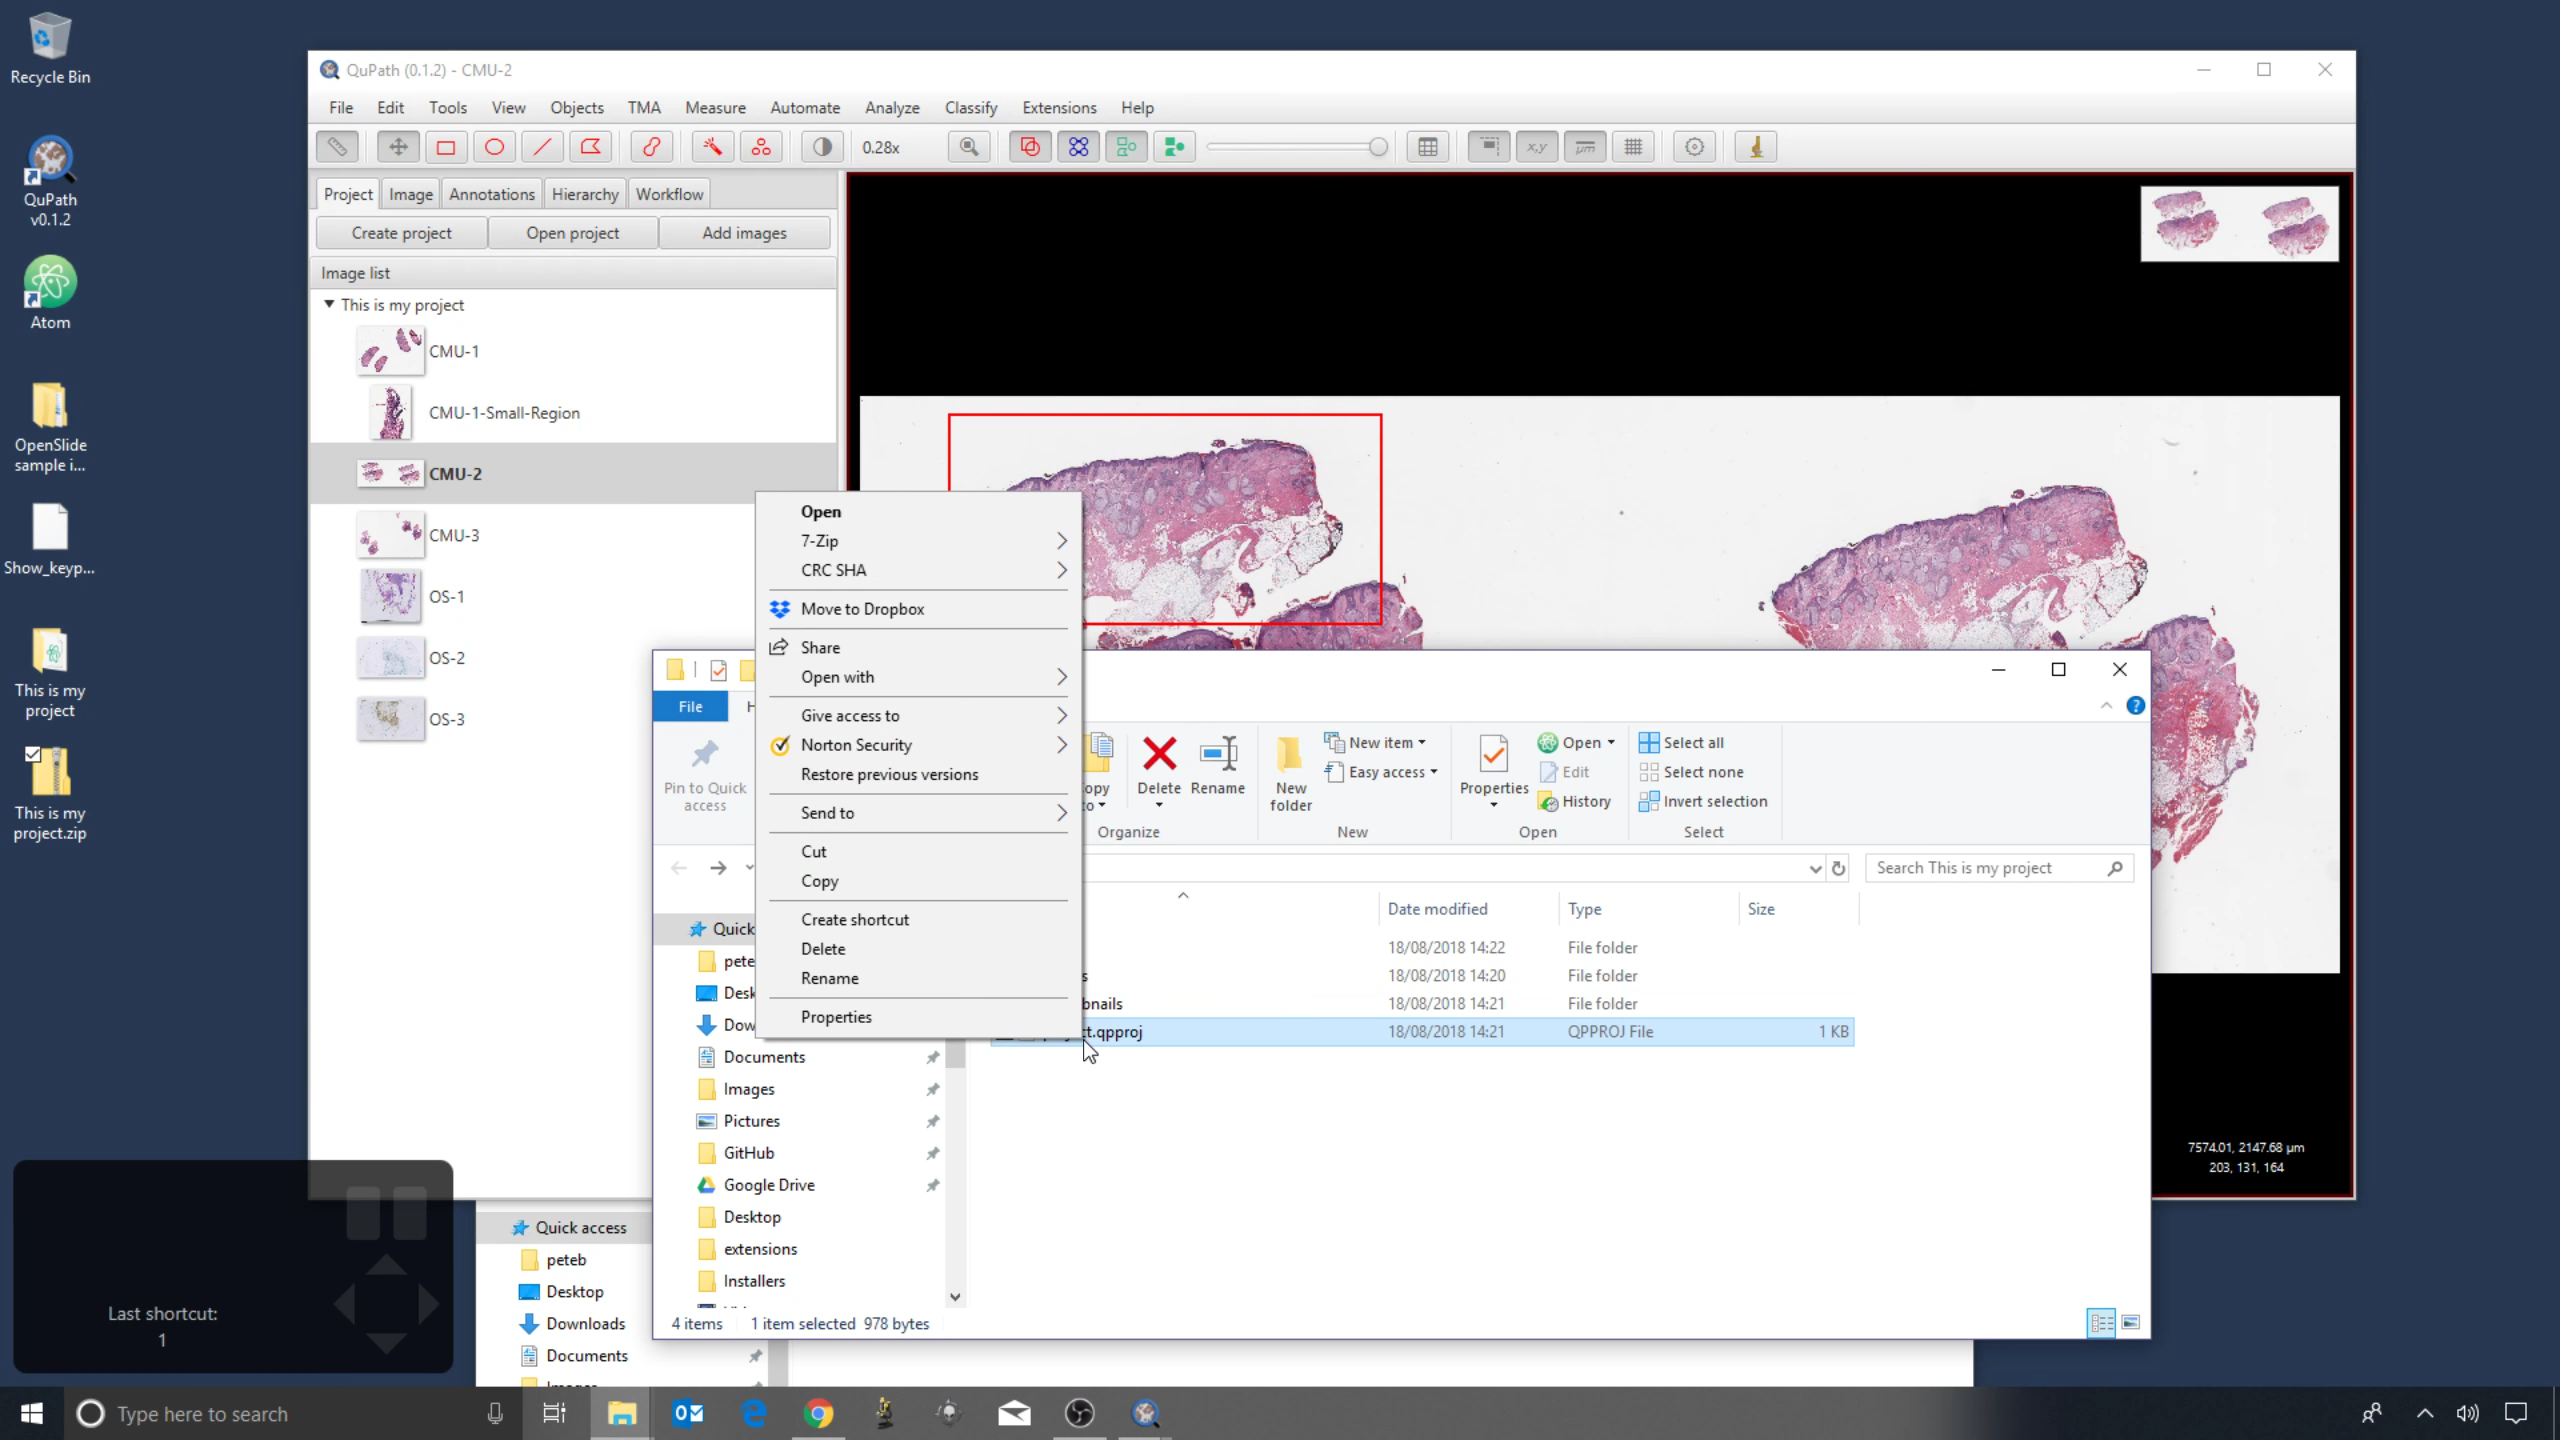 Recycle Bin
QuPath
v0.1.2
Atom
OpenSlide
sample i...
Show_keyp...
This is my
project
This is my
project.zip
QuPath (0.1.2) - CMU-2
File Edit Tools View Objects TMA Measure Automate Analyze Classify Extensions Help
0.28x
x,y
µm
Project Image Annotations Hierarchy Workflow
Create project Open project Add images
Image list
This is my project
CMU-1
CMU-1-Small-Region
CMU-2
CMU-3
OS-1
OS-2
OS-3
Open
7-Zip
CRC SHA
Move to Dropbox
Share
Open with
Give access to
Norton Security
Restore previous versions
Send to
Cut
Copy
Create shortcut
Delete
Rename
Properties
File
Pin to Quick
access
Delete Rename
Organize
New
folder
New item
Easy access
New
Properties
Open
Edit
History
Open
Select all
Select none
Invert selection
Select
Search This is my project
Date modified Type Size
18/08/2018 14:22 File folder
18/08/2018 14:20 File folder
18/08/2018 14:21 File folder
18/08/2018 14:21 QPPROJ File 1 KB
Quick
Documents
Images
Pictures
GitHub
Google Drive
Desktop
extensions
Installers
4 items 1 item selected 978 bytes
7574.01, 2147.68 µm
203, 131, 164
Quick access
peteb
Desktop
Downloads
Documents
Last shortcut:
1
Type here to search